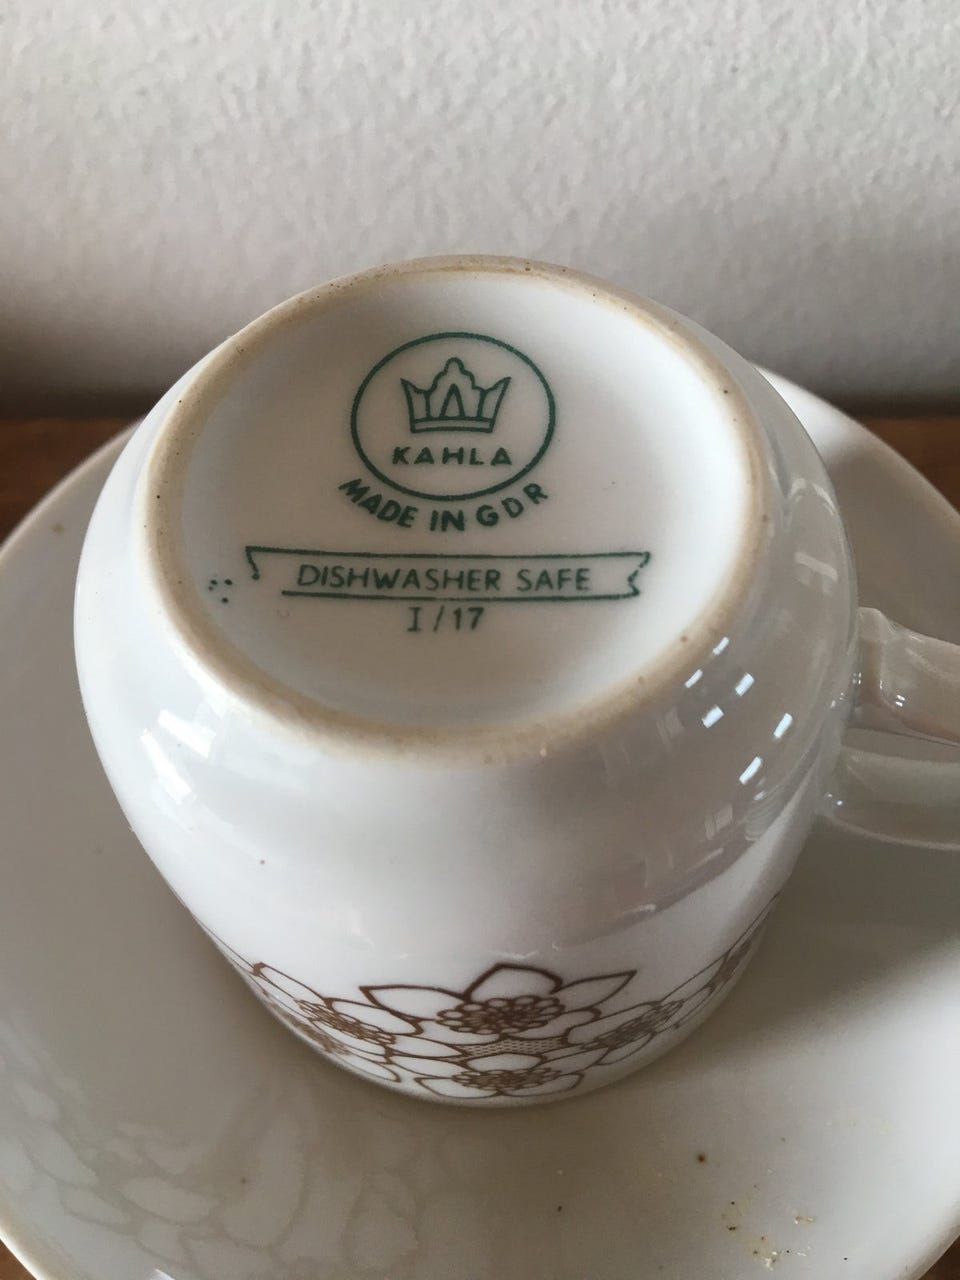 KAHLA
MADE IN GDR
DISHWASHER SAFE
I/17